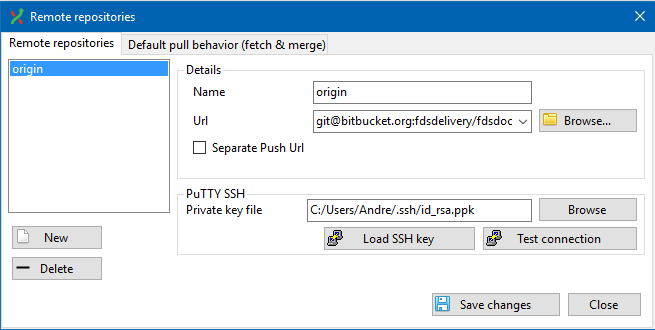 Remote repositories
Remote repositories
Default pull behavior (fetch & merge)
origin
Details
Name
origin
Url
git@bitbucket.org:fdsdelivery/fdsdoc
Browse...
Separate Push Url
PuTTY SSH
Private key file
C:/Users/Andre/.ssh/id_rsa.ppk
Browse
New
Load SSH key
Test connection
Delete
Save changes
Close